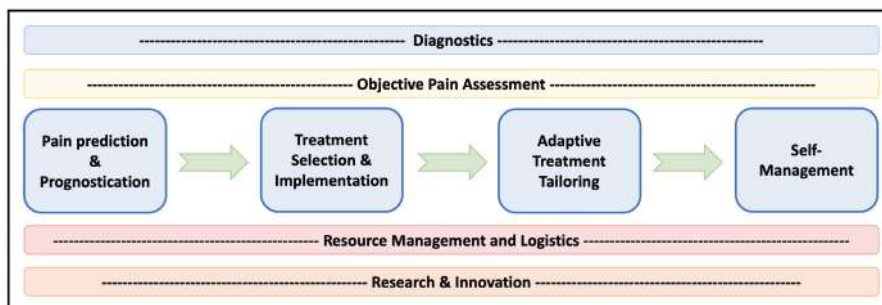 Diagnostics
Objective Pain Assessment
Pain prediction
&
Prognostication
Treatment
Selection &
Implementation
Adaptive
Treatment
Tailoring
Self-
Management
Resource Management and Logistics
Research & Innovation